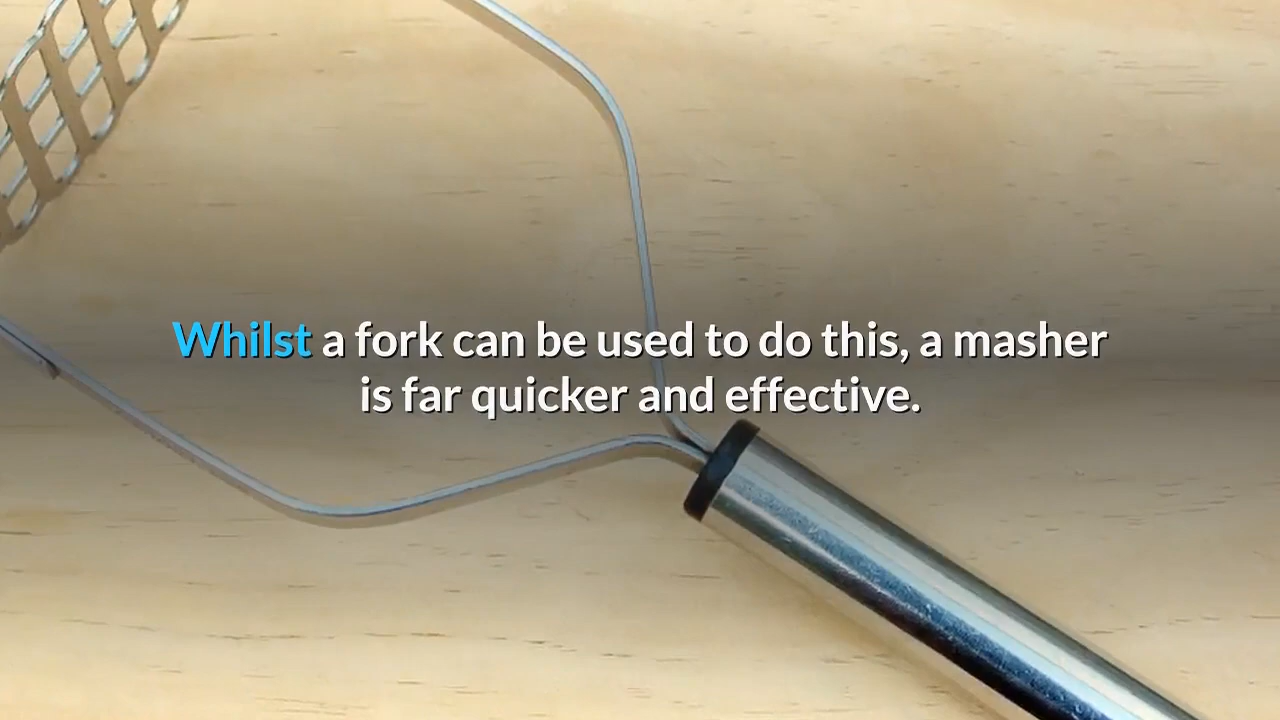 Whilst a fork can be used to do this, a masher
is far quicker and effective.